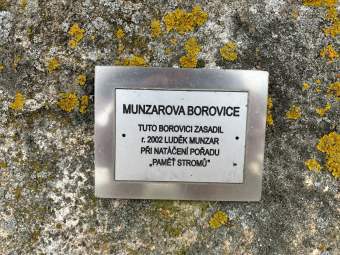 MUNZAROVA BOROVICE
TUTO BOROVICI ZASADIL
r. 2002 LUDĚK MUNZAR
PŘI NATÁČENÍ POŘADU
„PAMĚŤ STROMŮ"